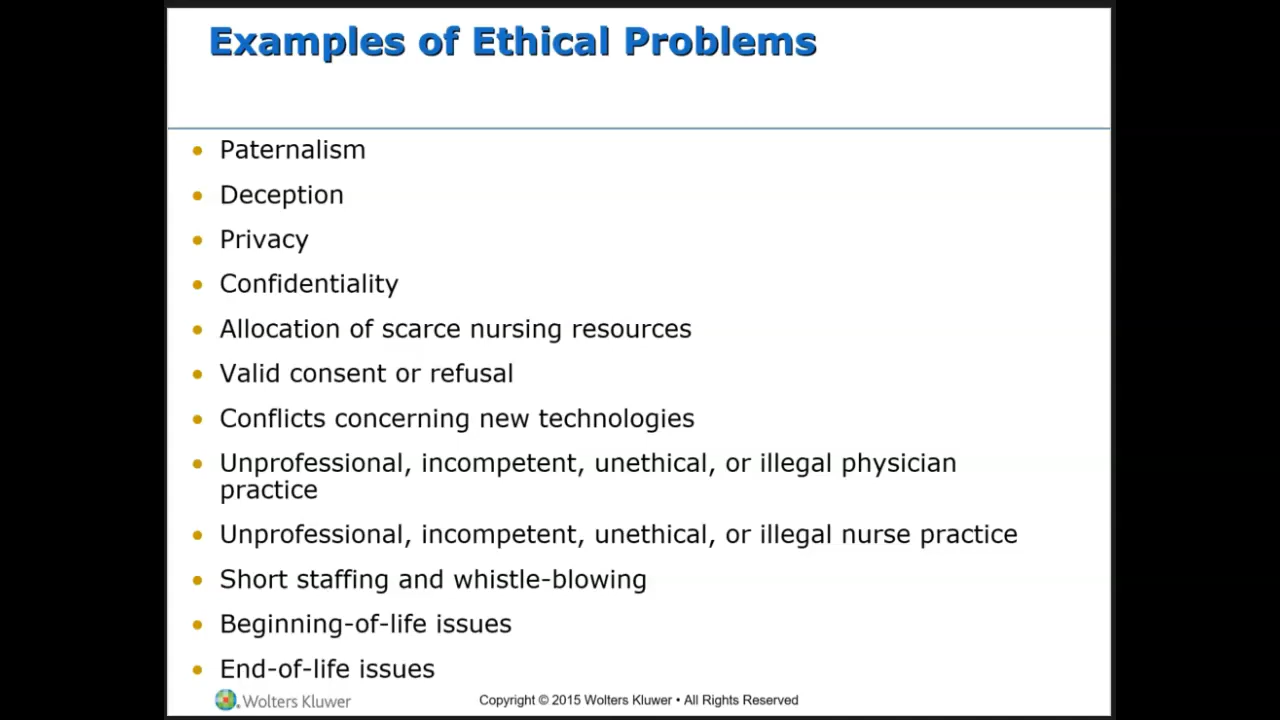 Examples of Ethical Problems
• Paternalism
• Deception
• Privacy
• Confidentiality
• Allocation of scarce nursing resources
• Valid consent or refusal
• Conflicts concerning new technologies
• Unprofessional, incompetent, unethical, or illegal physician
practice
• Unprofessional, incompetent, unethical, or illegal nurse practice
• Short staffing and whistle-blowing
• Beginning-of-life issues
• End-of-life issues
Wolters Kluwer
Copyright © 2015 Wolters Kluwer • All Rights Reserved